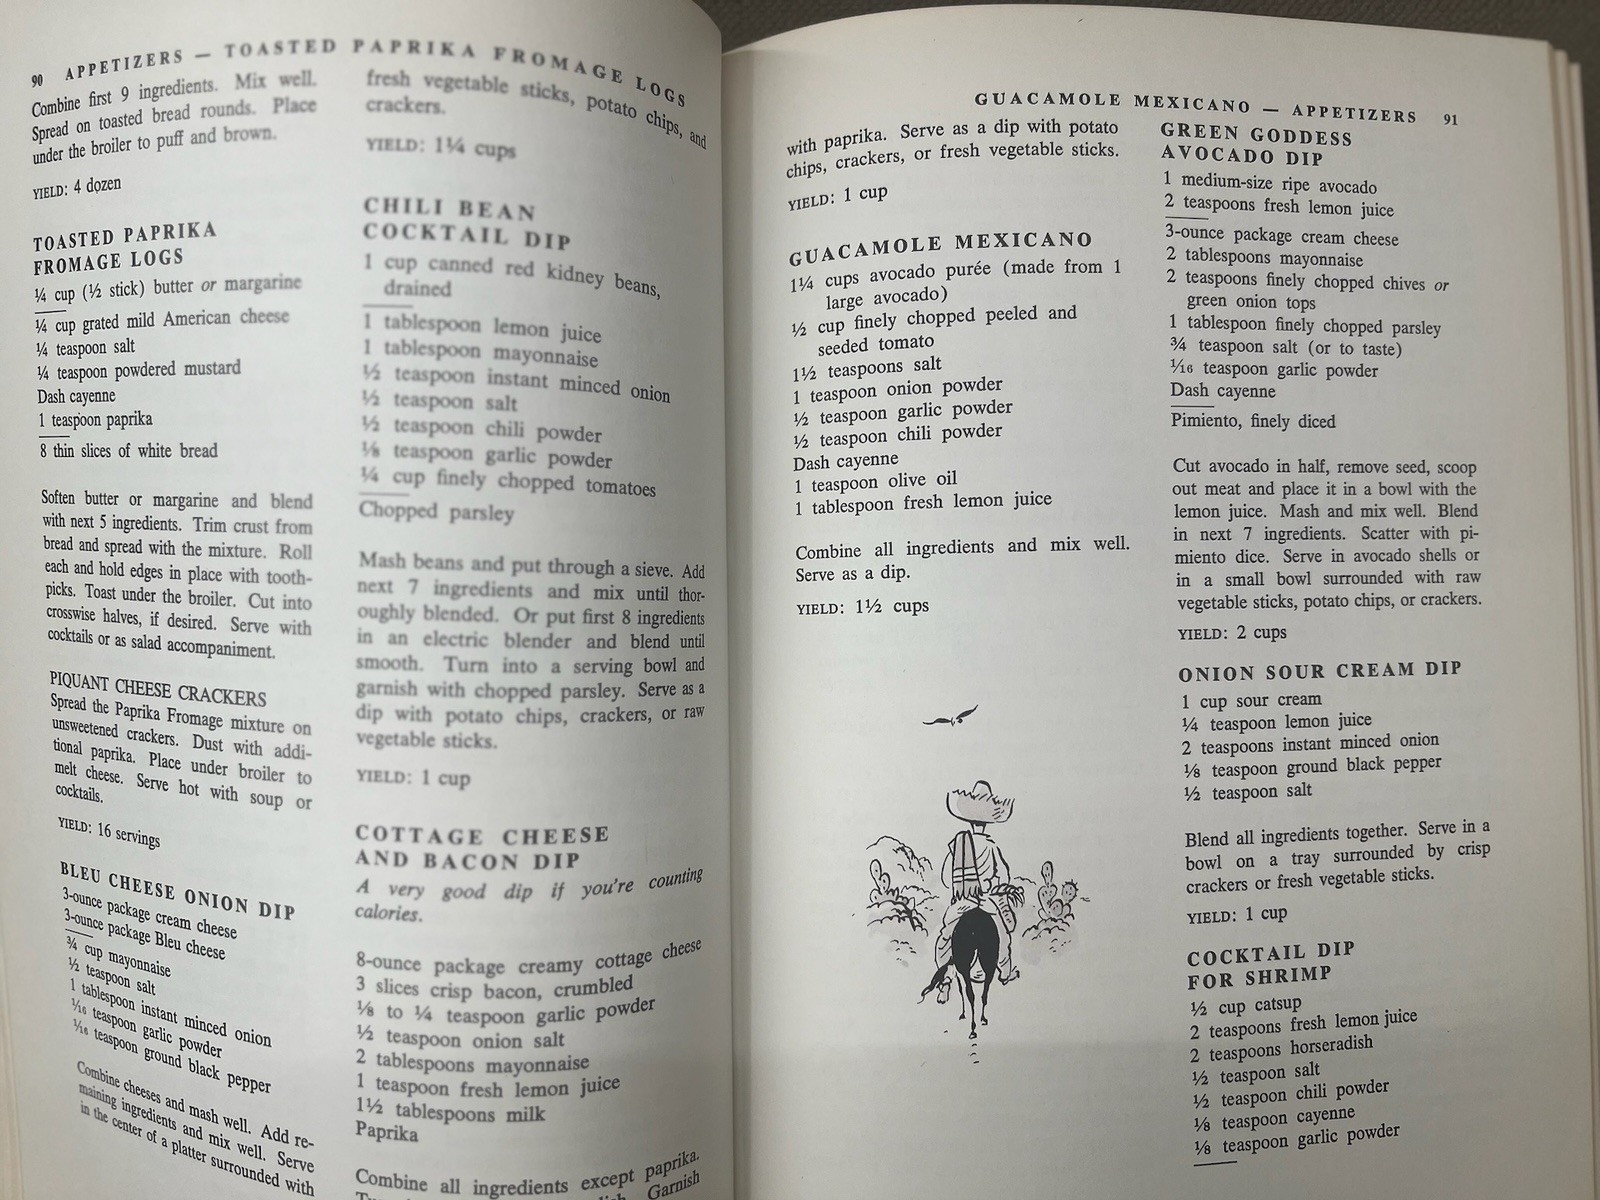 90 APPETIZERS — TOASTED PAPRIKA FROMAGE LOGS
Combine first 9 ingredients. Mix well.
Spread on toasted bread rounds. Place
under the broiler to puff and brown.
YIELD: 4 dozen
TOASTED PAPRIKA
FROMAGE LOGS
¼ cup (½ stick) butter or margarine
¼ cup grated mild American cheese
¼ teaspoon salt
¼ teaspoon powdered mustard
Dash cayenne
1 teaspoon paprika
8 thin slices of white bread
Soften butter or margarine and blend
with next 5 ingredients. Trim crust from
bread and spread with the mixture. Roll
each and hold edges in place with tooth-
picks. Toast under the broiler. Cut into
crosswise halves, if desired. Serve with
cocktails or as salad accompaniment.
PIQUANT CHEESE CRACKERS
Spread the Paprika Fromage mixture on
unsweetened crackers. Dust with addi-
tional paprika. Place under broiler to
melt cheese. Serve hot with soup or
cocktails.
YIELD: 16 servings
BLEU CHEESE ONION DIP
3-ounce package cream cheese
3-ounce package Bleu cheese
¾ cup mayonnaise
½ teaspoon salt
1 tablespoon instant minced onion
1/16 teaspoon garlic powder
1/16 teaspoon ground black pepper
Combine cheeses and mash well. Add re-
maining ingredients and mix well. Serve
in the center of a platter surrounded with
fresh vegetable sticks, potato chips, and
crackers.
YIELD: 1¼ cups
CHILI BEAN
COCKTAIL DIP
1 cup canned red kidney beans,
drained
1 tablespoon lemon juice
1 tablespoon mayonnaise
½ teaspoon instant minced onion
½ teaspoon salt
½ teaspoon chili powder
⅛ teaspoon garlic powder
¼ cup finely chopped tomatoes
Chopped parsley
Mash beans and put through a sieve. Add
next 7 ingredients and mix until thor-
oughly blended. Or put first 8 ingredients
in an electric blender and blend until
smooth. Turn into a serving bowl and
garnish with chopped parsley. Serve as a
dip with potato chips, crackers, or raw
vegetable sticks.
YIELD: 1 cup
COTTAGE CHEESE
AND BACON DIP
A very good dip if you're counting
calories.
8-ounce package creamy cottage cheese
3 slices crisp bacon, crumbled
⅛ to ¼ teaspoon garlic powder
½ teaspoon onion salt
2 tablespoons mayonnaise
1 teaspoon fresh lemon juice
1½ tablespoons milk
Paprika
Combine all ingredients except paprika.
Garnish
GUACAMOLE MEXICANO — APPETIZERS 91
with paprika. Serve as a dip with potato
chips, crackers, or fresh vegetable sticks.
YIELD: 1 cup
GUACAMOLE MEXICANO
1¼ cups avocado purée (made from 1
large avocado)
½ cup finely chopped peeled and
seeded tomato
1½ teaspoons salt
1 teaspoon onion powder
½ teaspoon garlic powder
½ teaspoon chili powder
Dash cayenne
1 teaspoon olive oil
1 tablespoon fresh lemon juice
Combine all ingredients and mix well.
Serve as a dip.
YIELD: 1½ cups
GREEN GODDESS
AVOCADO DIP
1 medium-size ripe avocado
2 teaspoons fresh lemon juice
3-ounce package cream cheese
2 tablespoons mayonnaise
2 teaspoons finely chopped chives or
green onion tops
1 tablespoon finely chopped parsley
¾ teaspoon salt (or to taste)
1/16 teaspoon garlic powder
Dash cayenne
Pimiento, finely diced
Cut avocado in half, remove seed, scoop
out meat and place it in a bowl with the
lemon juice. Mash and mix well. Blend
in next 7 ingredients. Scatter with pi-
miento dice. Serve in avocado shells or
in a small bowl surrounded with raw
vegetable sticks, potato chips, or crackers.
YIELD: 2 cups
ONION SOUR CREAM DIP
1 cup sour cream
¼ teaspoon lemon juice
2 teaspoons instant minced onion
⅛ teaspoon ground black pepper
½ teaspoon salt
Blend all ingredients together. Serve in a
bowl on a tray surrounded by crisp
crackers or fresh vegetable sticks.
YIELD: 1 cup
COCKTAIL DIP
FOR SHRIMP
½ cup catsup
2 teaspoons fresh lemon juice
2 teaspoons horseradish
½ teaspoon salt
½ teaspoon chili powder
⅛ teaspoon cayenne
⅛ teaspoon garlic powder